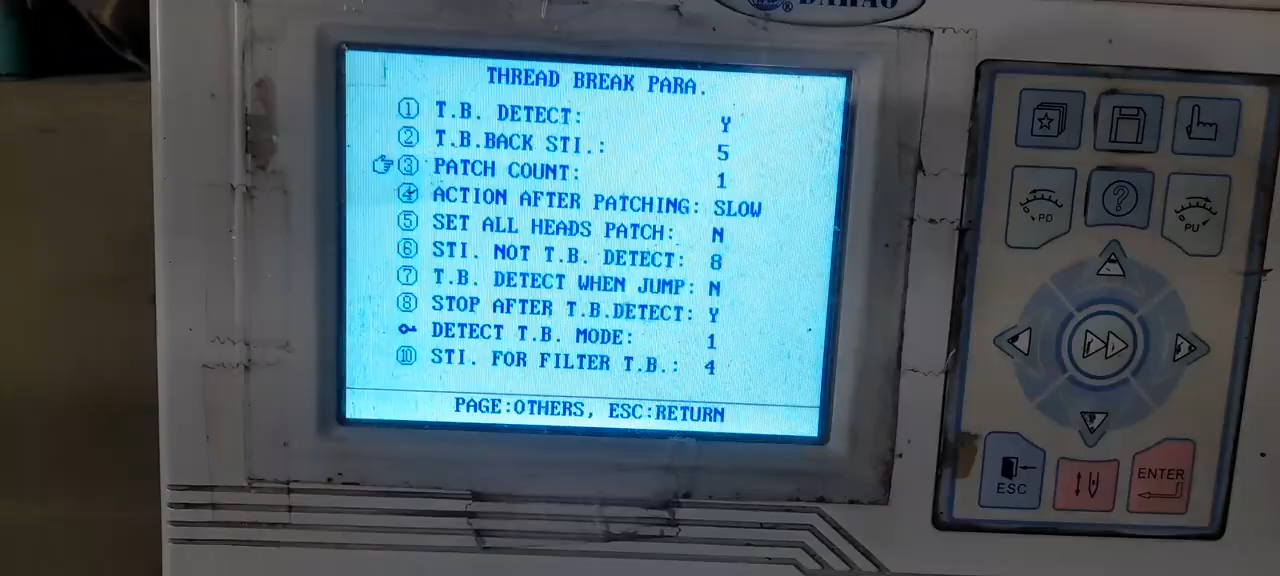 DAHAO
®
THREAD BREAK PARA.
① T.B. DETECT: Y
② T.B.BACK STI.: 5
③ PATCH COUNT: 1
④ ACTION AFTER PATCHING: SLOW
⑤ SET ALL HEADS PATCH: N
⑥ STI. NOT T.B. DETECT: 8
⑦ T.B. DETECT WHEN JUMP: N
⑧ STOP AFTER T.B.DETECT: Y
DETECT T.B. MODE: 1
⑩ STI. FOR FILTER T.B.: 4
PAGE:OTHERS, ESC:RETURN
?
PD
PU
ESC
ENTER